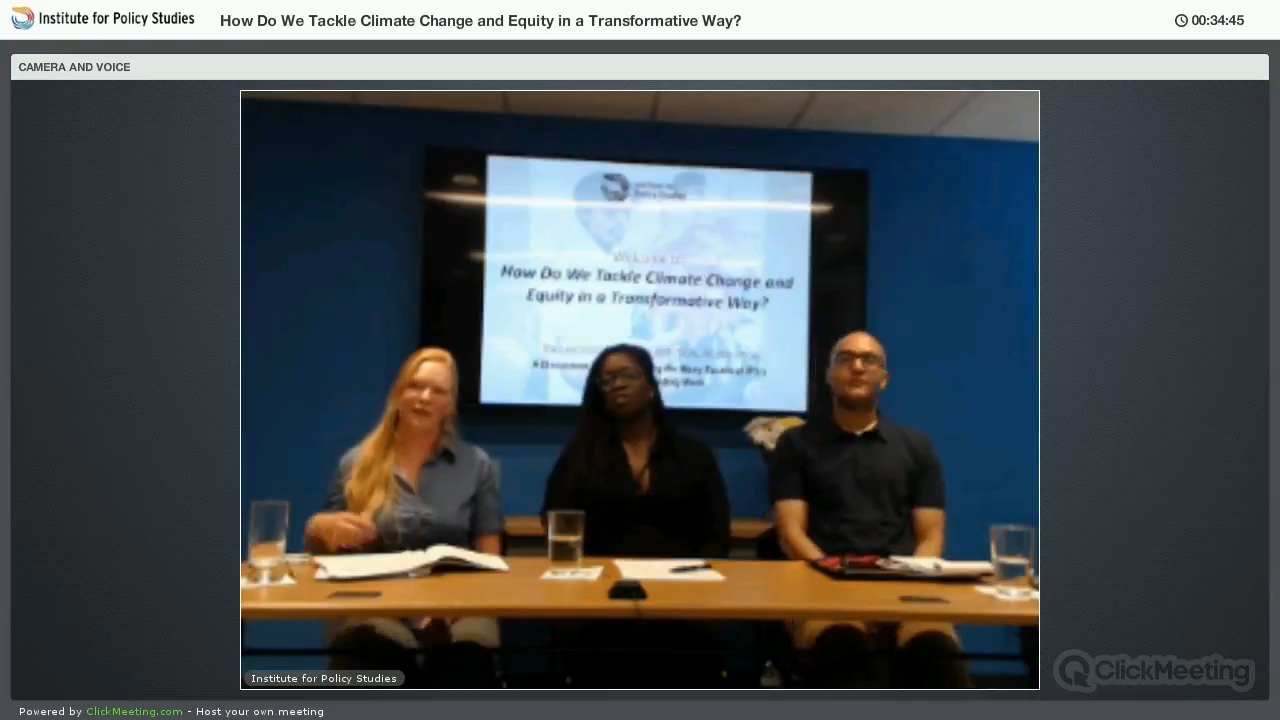 Institute for Policy Studies
How Do We Tackle Climate Change and Equity in a Transformative Way?
00:34:45
CAMERA AND VOICE
Policy Studies
How Do We Tackle Climate Change and
Equity in a Transformative Way?
Institute for Policy Studies
ClickMeeting
Powered by ClickMeeting.com - Host your own meeting